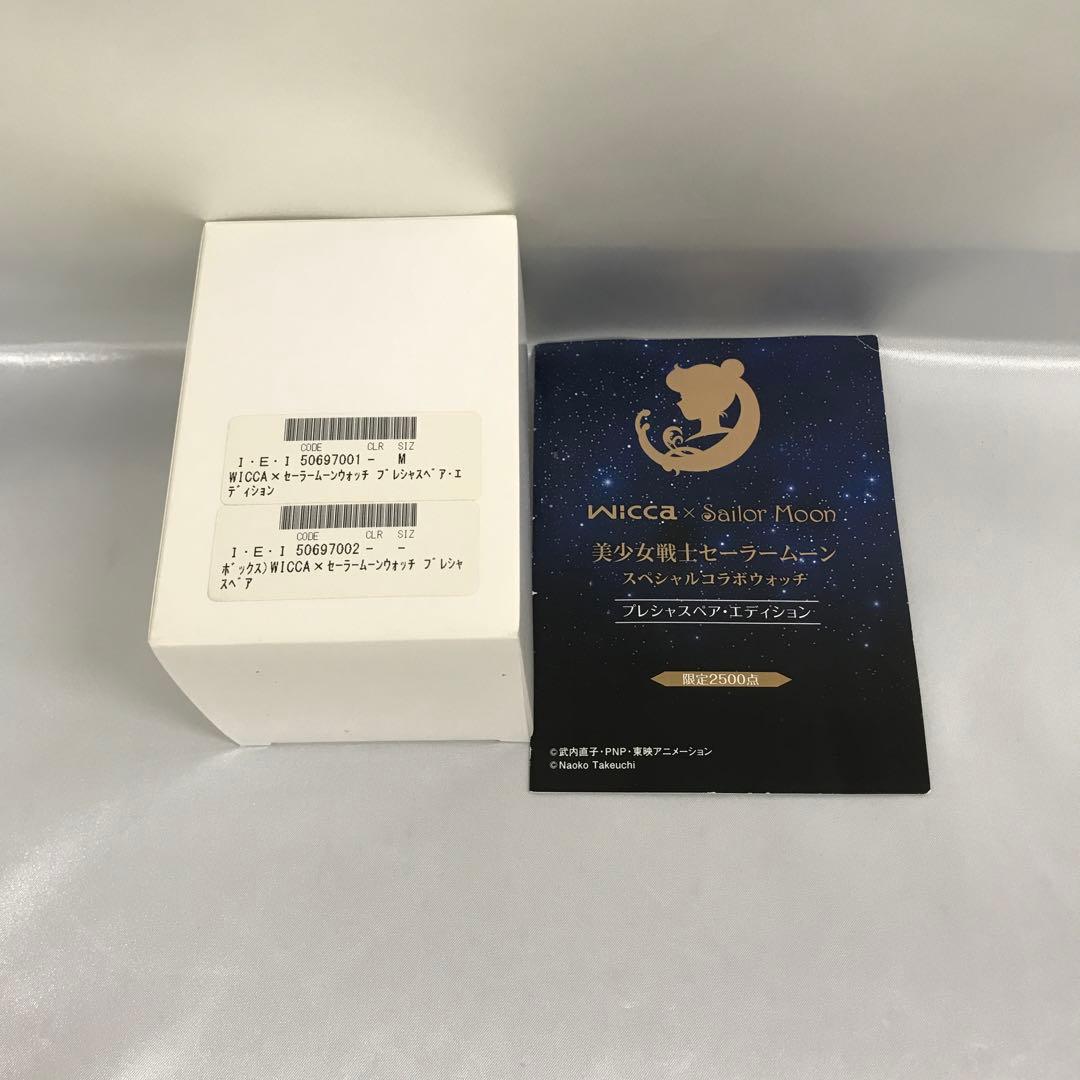 CODE CLR SIZ
I・E・I 50697001 - M
WICCA×セーラームーンウォッチ プレシャスペア・エ
ディション
CODE CLR SIZ
I・E・I 50697002 - -
ボックス)WICCA×セーラームーンウォッチ プレシャ
スペア
wicca × Sailor Moon
美少女戦士セーラームーン
スペシャルコラボウォッチ
プレシャスペア・エディション
限定2500点
©武内直子・PNP・東映アニメーション
©Naoko Takeuchi